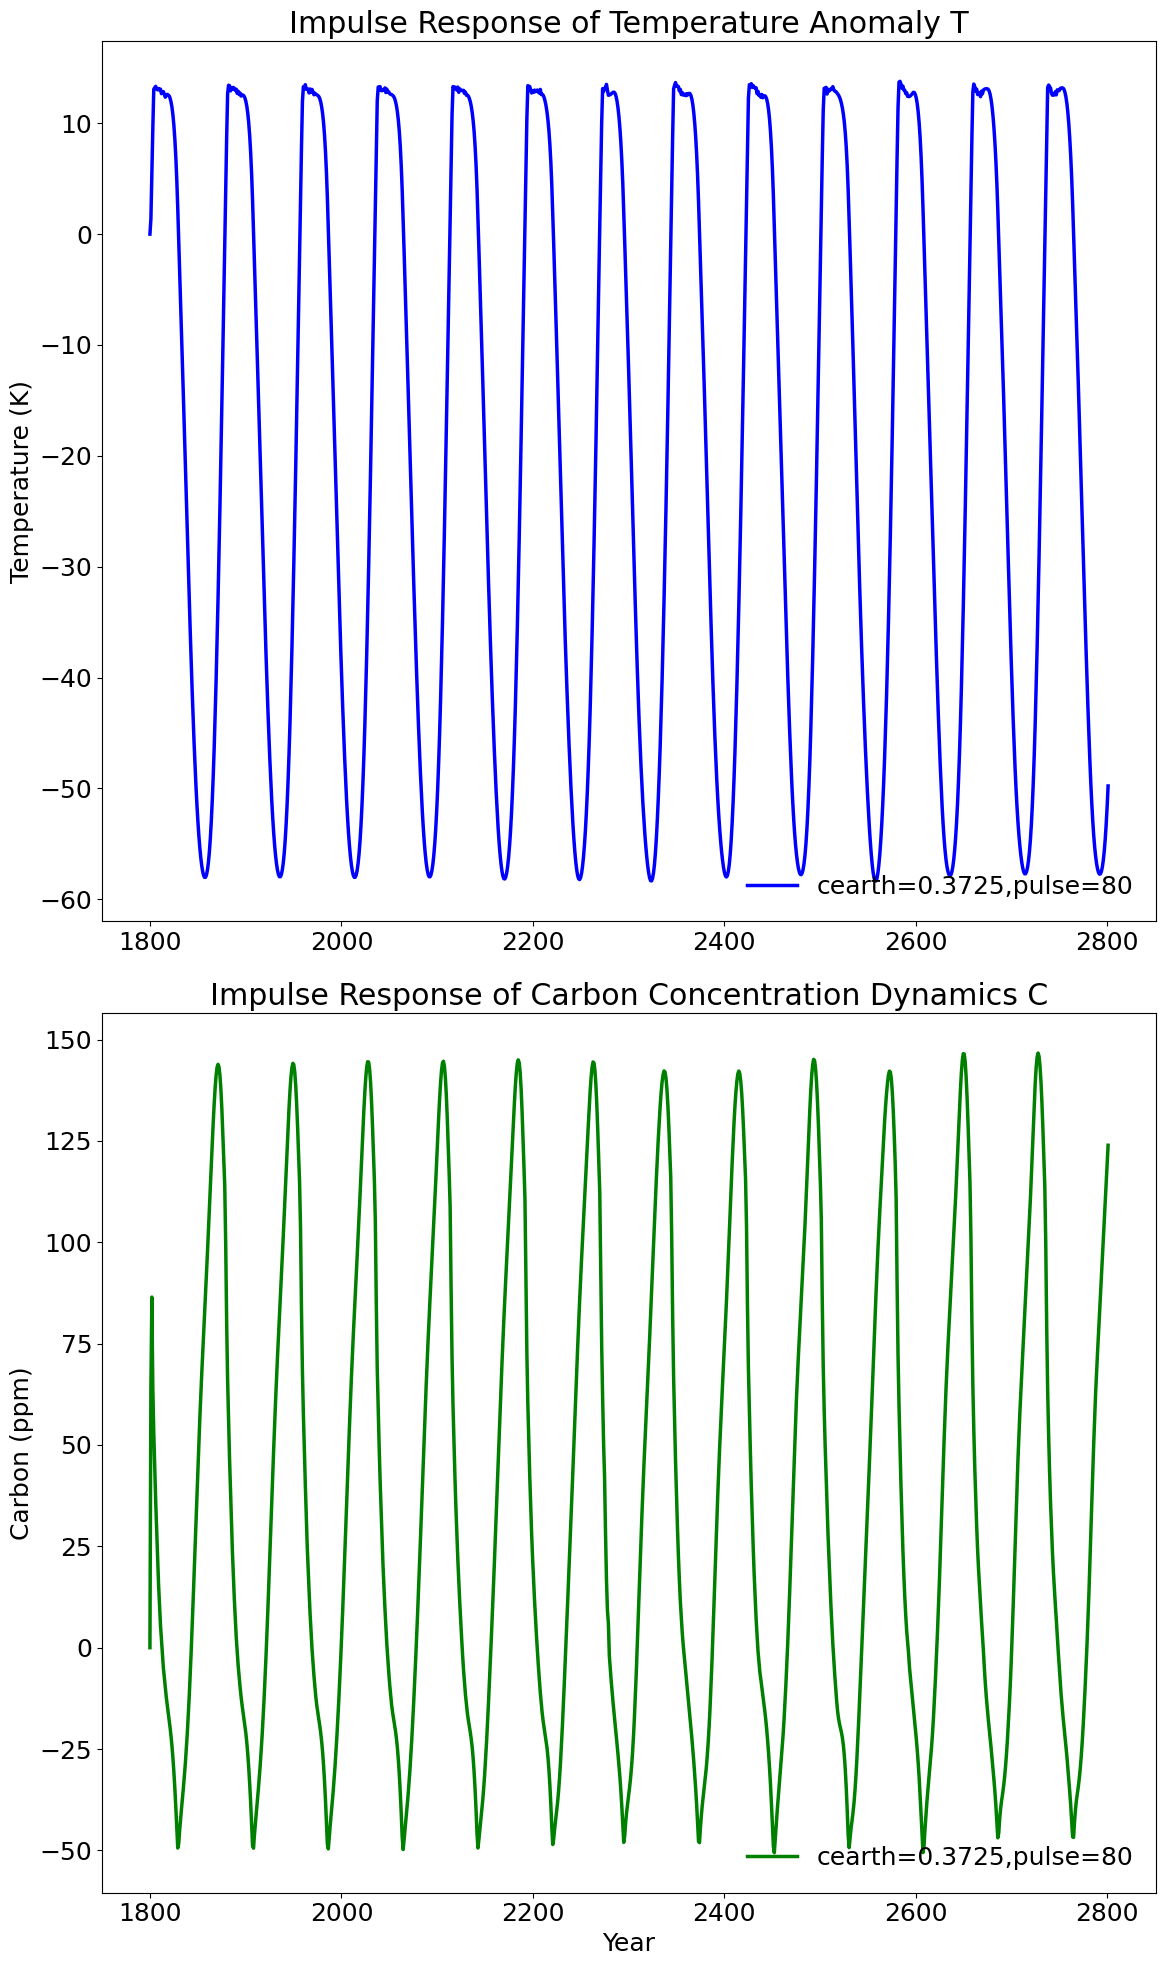 Impulse Response of Temperature Anomaly T
10
0
−10
−20
−30
−40
−50
−60
Temperature (K)
cearth=0.3725,pulse=80
1800 2000 2200 2400 2600 2800
Impulse Response of Carbon Concentration Dynamics C
150
125
100
75
50
25
0
−25
−50
Carbon (ppm)
cearth=0.3725,pulse=80
1800 2000 2200 2400 2600 2800
Year